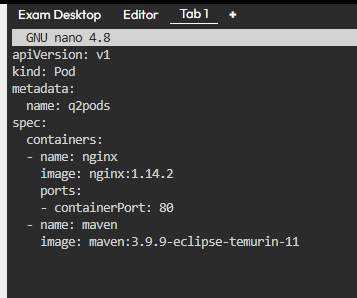 Exam Desktop Editor Tab 1 +
  GNU nano 4.8
apiVersion: v1
kind: Pod
metadata:
  name: q2pods
spec:
  containers:
  - name: nginx
    image: nginx:1.14.2
    ports:
    - containerPort: 80
  - name: maven
    image: maven:3.9.9-eclipse-temurin-11